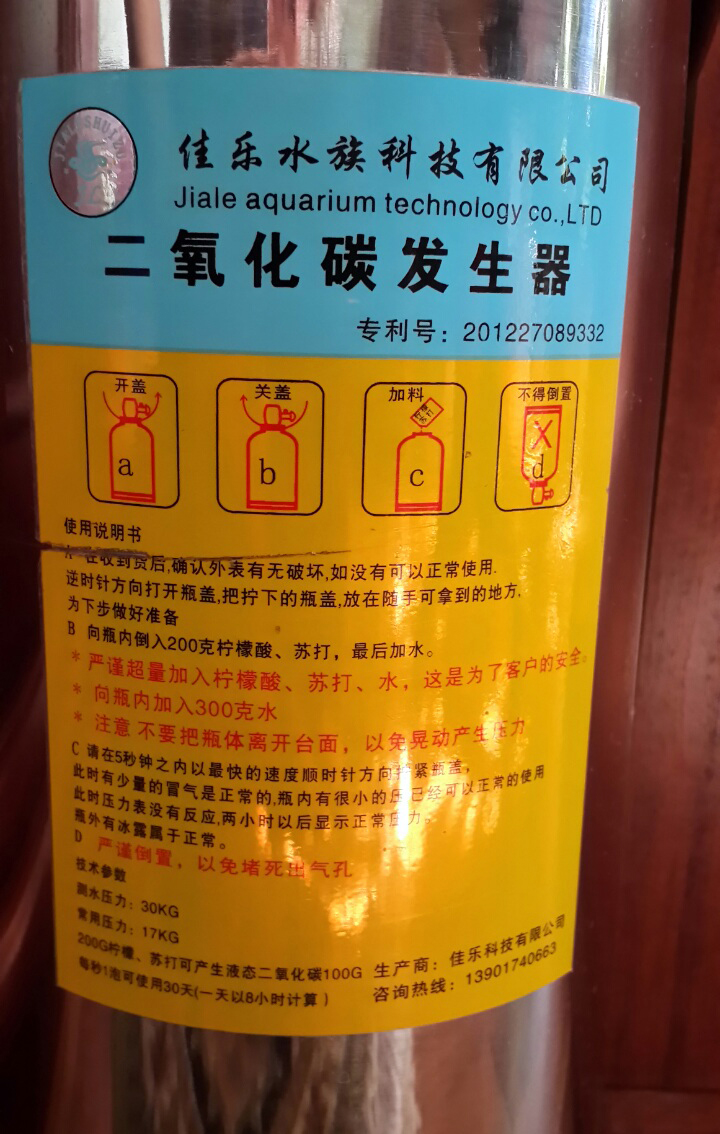 佳乐水族科技有限公司
Jiale aquarium technology co.,LTD
二氧化碳发生器
专利号：201227089332
开盖
关盖
加料
不得倒置
a
b
c
d
使用说明书
在收到货后,确认外表有无破坏,如没有可以正常使用.
逆时针方向打开瓶盖,把拧下的瓶盖,放在随手可拿到的地方.
为下步做好准备
B 向瓶内倒入200克柠檬酸、苏打，最后加水。
* 严谨超量加入柠檬酸、苏打、水，这是为了客户的安全。
* 向瓶内加入300克水
* 注意 不要把瓶体离开台面，以免晃动产生压力
C 请在5秒钟之内以最快的速度顺时针方向 紧瓶盖，
此时有少量的冒气是正常的,瓶内有很小的压已经可以正常的使用
此时压力表没有反应,两小时以后显示正常压力。
瓶外有冰露属于正常。
D 严谨倒置，以免堵死出气孔
技术参数
测水压力：30KG
常用压力：17KG
200G柠檬、苏打可产生液态二氧化碳100G
每秒1泡可使用30天(一天以8小时计算）
生产商：佳乐科技有限公司
咨询热线：13901740663